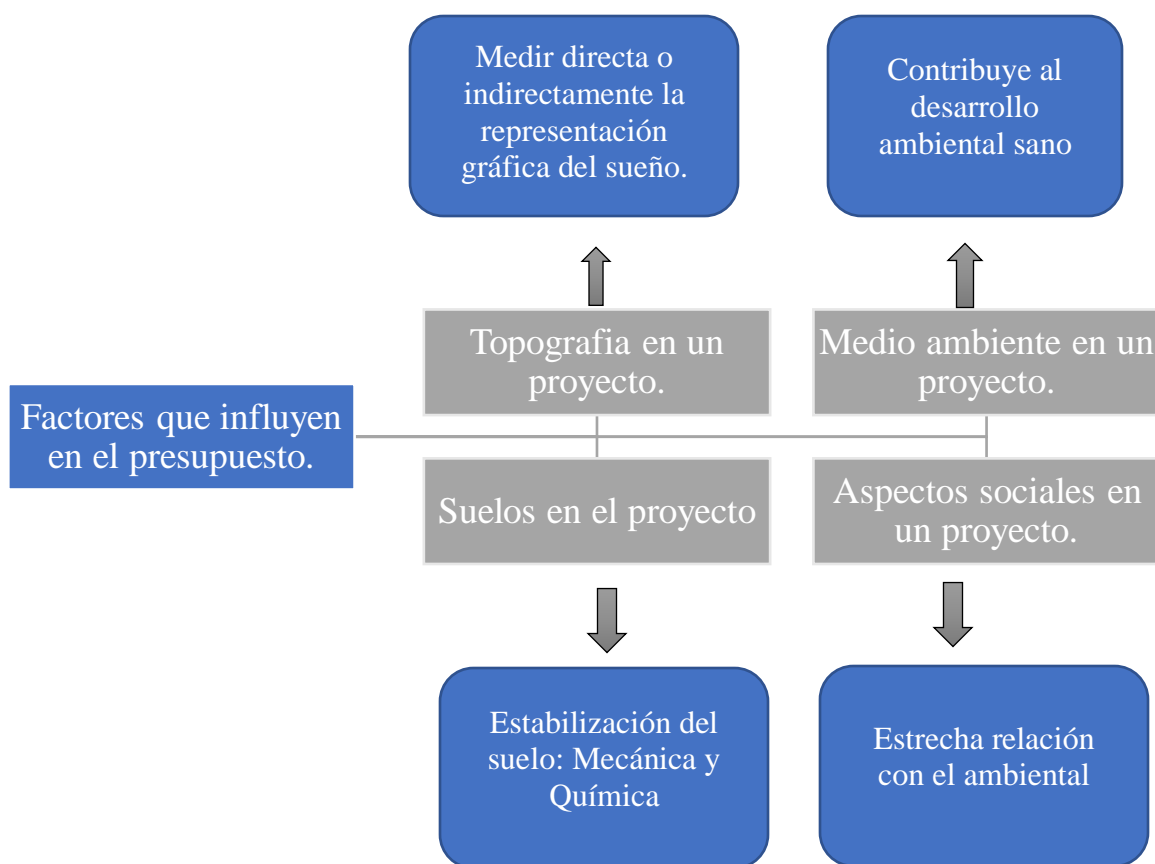 Medir directa o
indirectamente la
representación
gráfica del sueño.
Contribuye al
desarrollo
ambiental sano
Topografia en un
proyecto.
Medio ambiente en un
proyecto.
Factores que influyen
en el presupuesto.
Suelos en el proyecto
Aspectos sociales en
un proyecto.
Estabilización del
suelo: Mecánica y
Química
Estrecha relación
con el ambiental